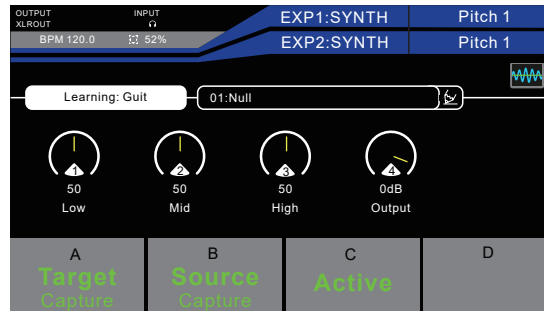 OUTPUT INPUT
XLROUT
BPM 120.0 52%
EXP1:SYNTH Pitch 1
EXP2:SYNTH Pitch 1
Learning: Guit 01:Null
1 2 3 4
50 50 50 0dB
Low Mid High Output
A B C D
Target Source Active
Capture Capture